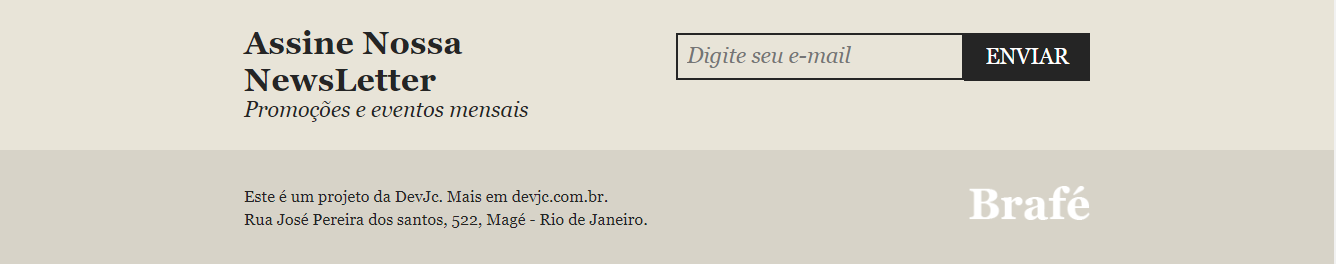 Assine Nossa
NewsLetter
Promoções e eventos mensais
Digite seu e-mail
ENVIAR
Este é um projeto da DevJc. Mais em devjc.com.br.
Rua José Pereira dos santos, 522, Magé - Rio de Janeiro.
Brafé